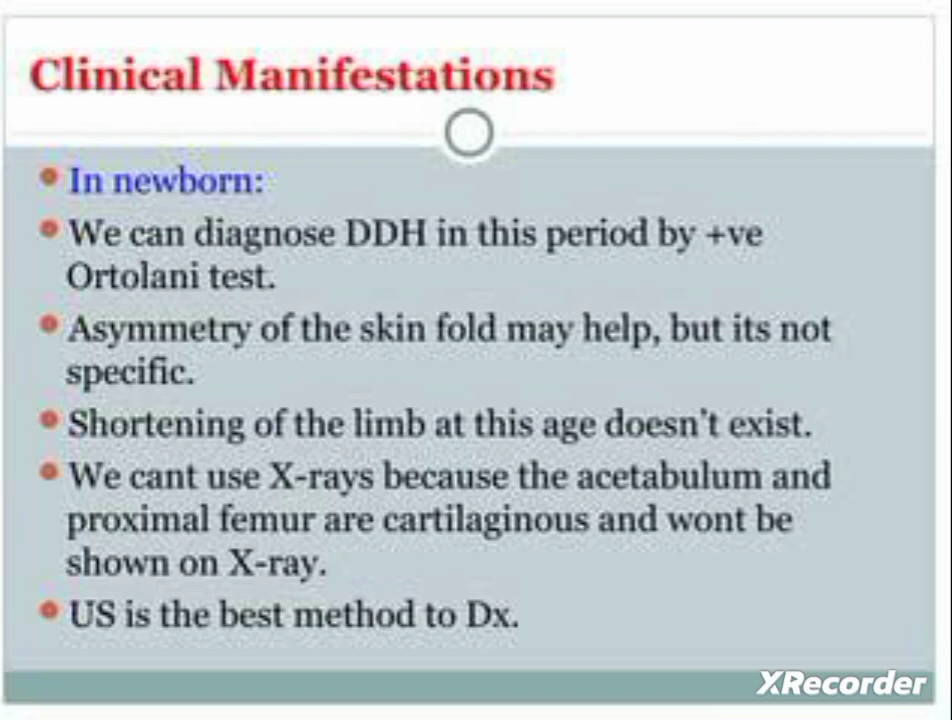 Clinical Manifestations
In newborn:
We can diagnose DDH in this period by +ve
Ortolani test.
Asymmetry of the skin fold may help, but its not
specific.
Shortening of the limb at this age doesn't exist.
We cant use X-rays because the acetabulum and
proximal femur are cartilaginous and wont be
shown on X-ray.
US is the best method to Dx.
XRecorder